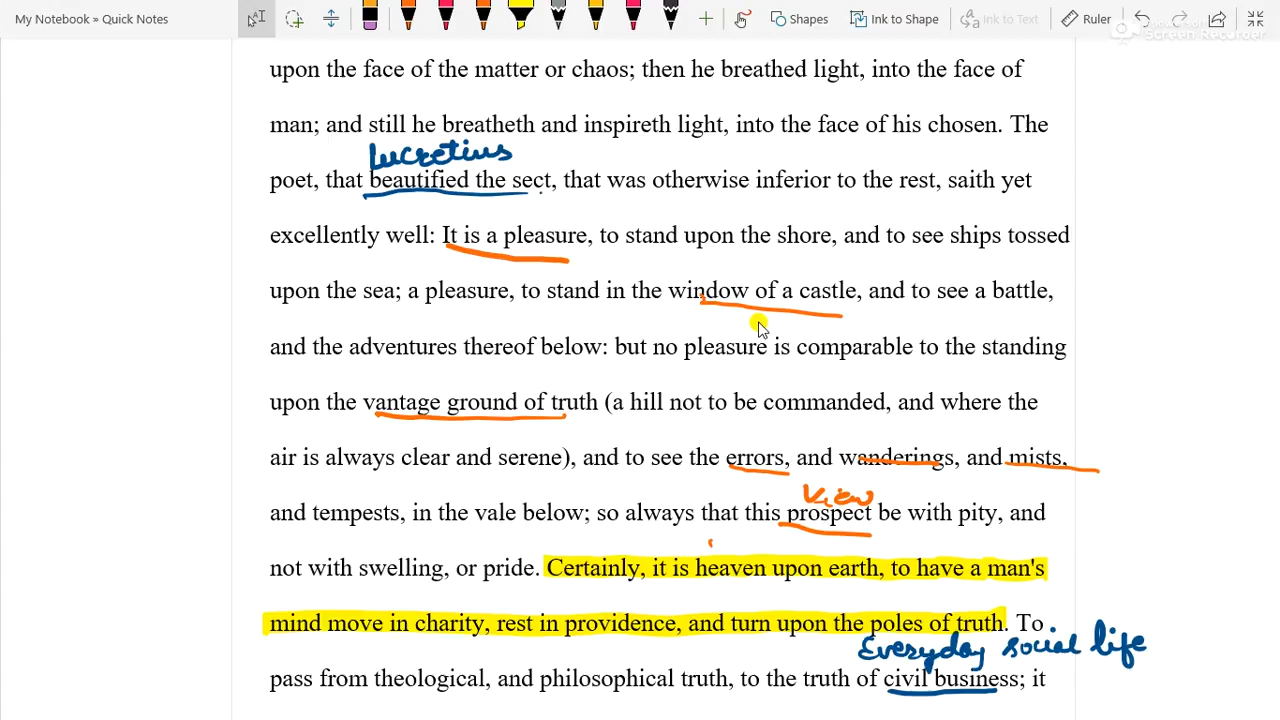 My Notebook » Quick Notes
Shapes Ink to Shape Ink to Text Ruler
Screen Recorder
upon the face of the matter or chaos; then he breathed light, into the face of
man; and still he breatheth and inspireth light, into the face of his chosen. The
Lucretius
poet, that beautified the sect, that was otherwise inferior to the rest, saith yet
excellently well: It is a pleasure, to stand upon the shore, and to see ships tossed
upon the sea; a pleasure, to stand in the window of a castle, and to see a battle,
and the adventures thereof below: but no pleasure is comparable to the standing
upon the vantage ground of truth (a hill not to be commanded, and where the
air is always clear and serene), and to see the errors, and wanderings, and mists,
View
and tempests, in the vale below; so always that this prospect be with pity, and
not with swelling, or pride. Certainly, it is heaven upon earth, to have a man's
mind move in charity, rest in providence, and turn upon the poles of truth. To
Everyday social life
pass from theological, and philosophical truth, to the truth of civil business; it